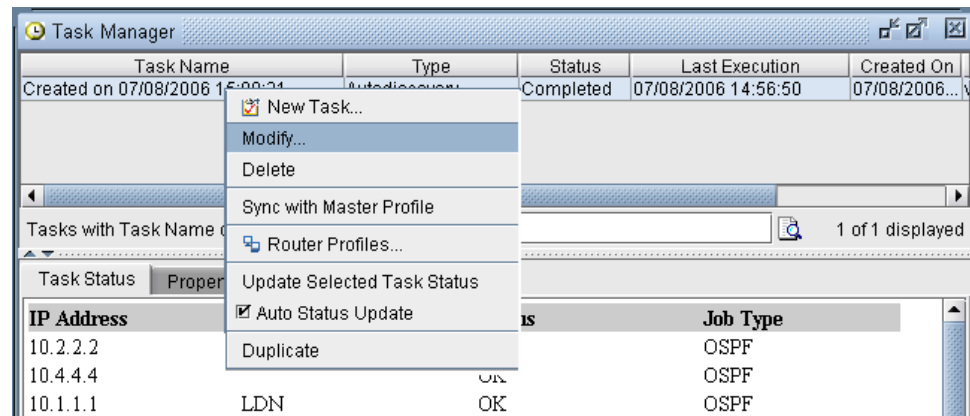 Task Manager
Task Name Type Status Last Execution Created On
Created on 07/08/2006 Completed 07/08/2006 14:56:50 07/08/2006...
New Task...
Modify...
Delete
Sync with Master Profile
Tasks with Task Name 1 of 1 displayed
Router Profiles...
Update Selected Task Status
Auto Status Update
Duplicate
Task Status Proper
IP Address Job Type
10.2.2.2 OSPF
10.4.4.4 OK OSPF
10.1.1.1 LDN OK OSPF